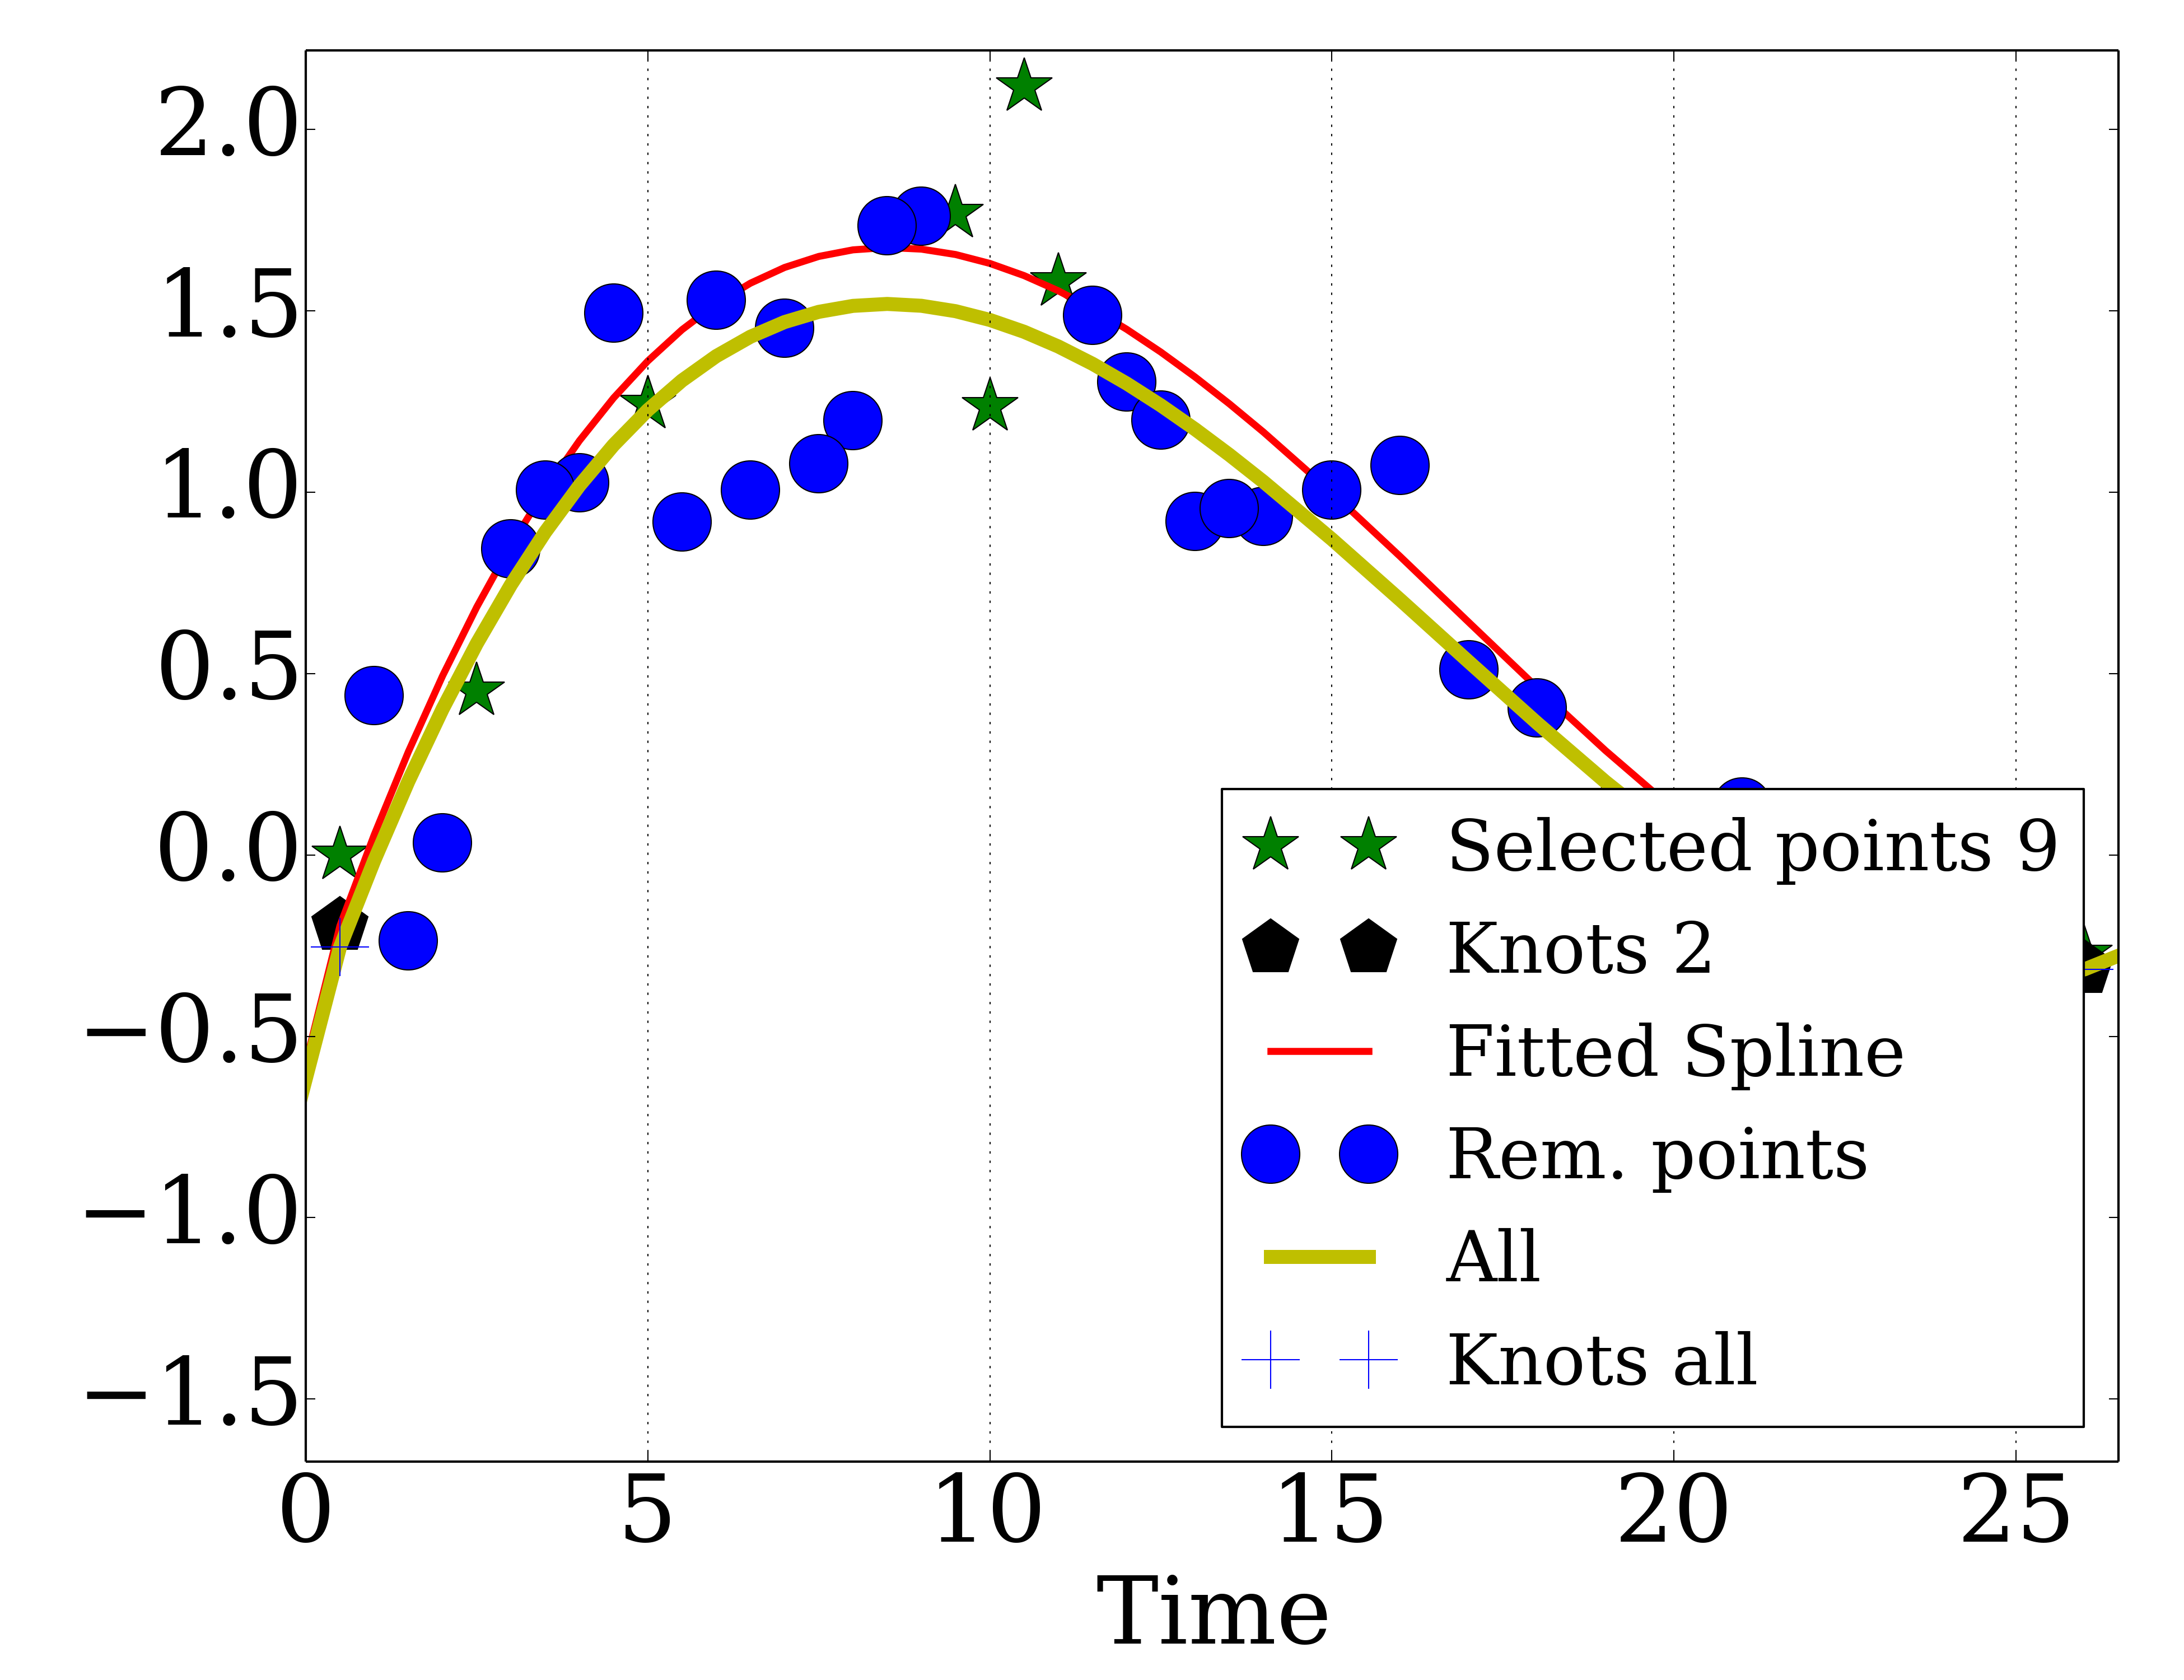 2.0
1.5
1.0
0.5
0.0
−0.5
−1.0
−1.5
Selected points 9
Knots 2
Fitted Spline
Rem. points
All
Knots all
0 5 10 15 20 25
Time